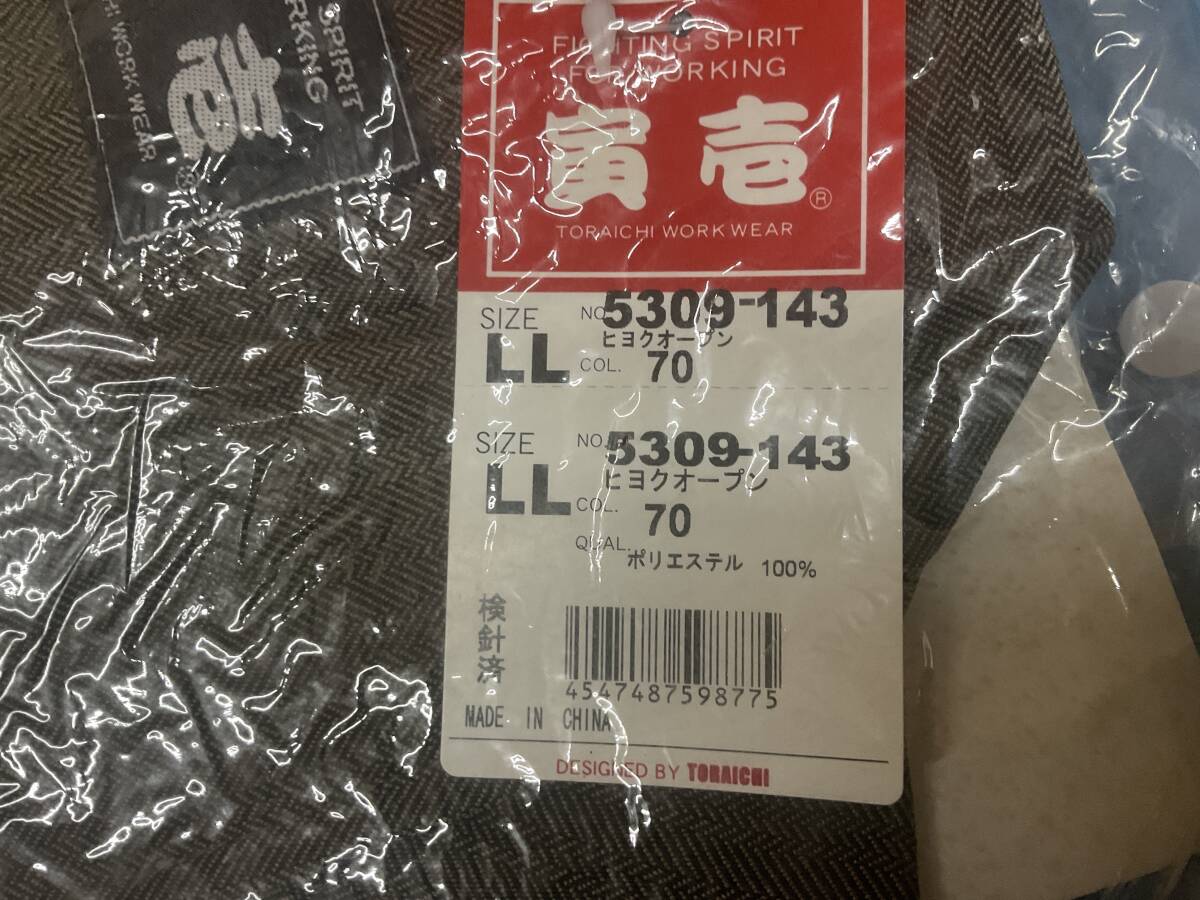 SPIRIT
RKING
壱
HI WORK WEAR
FIGHTING SPIRIT
FOR WORKING
寅壱®
TORAICHI WORK WEAR
SIZE NO. 5309-143
ヒヨクオープン
LL COL. 70
SIZE NO. 5309-143
ヒヨクオープン
LL COL. 70
QUAL.
ポリエステル 100%
検針済
4547487598775
MADE IN CHINA
DESIGNED BY TORAICHI